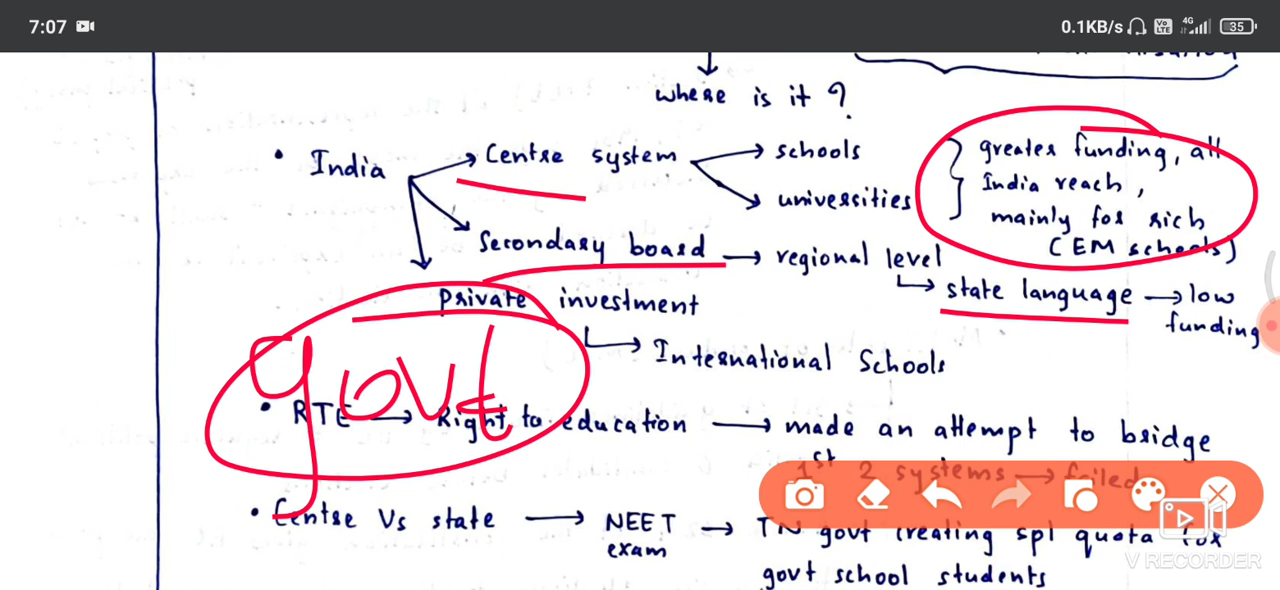 7:07 0.1KB/s Vo LTE 4G 35
where is it ?
• India → Centre system → schools
→ universities
} greater funding, all
India reach,
mainly for rich
(EM schools)
→ Secondary board → regional level
→ state language → low
funding
→ Private investment
→ International Schools
govt
• RTE → Right to education → made an attempt to bridge
1st 2 systems → failed
• Centre Vs state → NEET → TN govt creating spl quota for
exam govt school students
V RECORDER